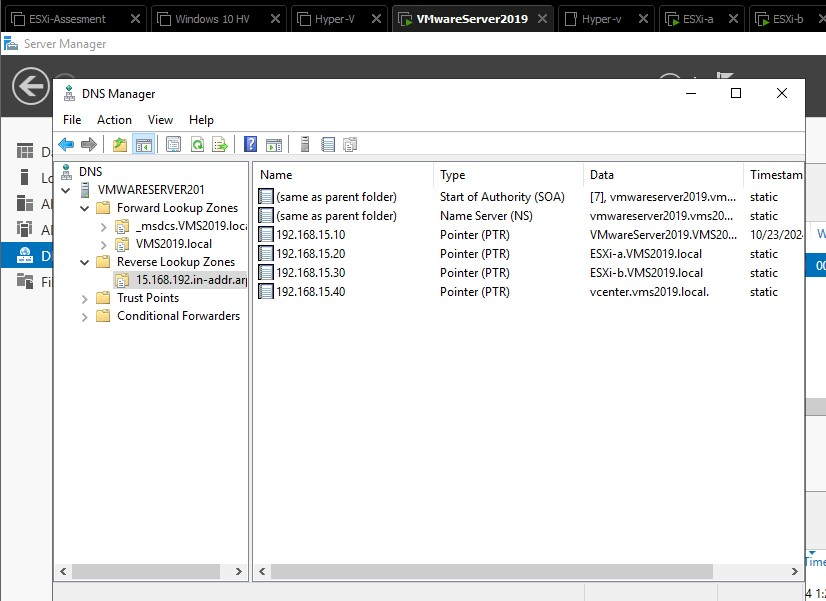 ESXi-Assesment
Windows 10 HV
Hyper-V
VMwareServer2019
Hyper-v
ESXi-a
ESXi-b
Server Manager
DNS Manager
File Action View Help
DNS
VMWARESERVER201
Forward Lookup Zones
_msdcs.VMS2019.loca
VMS2019.local
Reverse Lookup Zones
15.168.192.in-addr.arp
Trust Points
Conditional Forwarders
Name Type Data Timestam
(same as parent folder) Start of Authority (SOA) [7], vmwareserver2019.vm... static
(same as parent folder) Name Server (NS) vmwareserver2019.vms20... static
192.168.15.10 Pointer (PTR) VMwareServer2019.VMS20... 10/23/202
192.168.15.20 Pointer (PTR) ESXi-a.VMS2019.local static
192.168.15.30 Pointer (PTR) ESXi-b.VMS2019.local static
192.168.15.40 Pointer (PTR) vcenter.vms2019.local. static